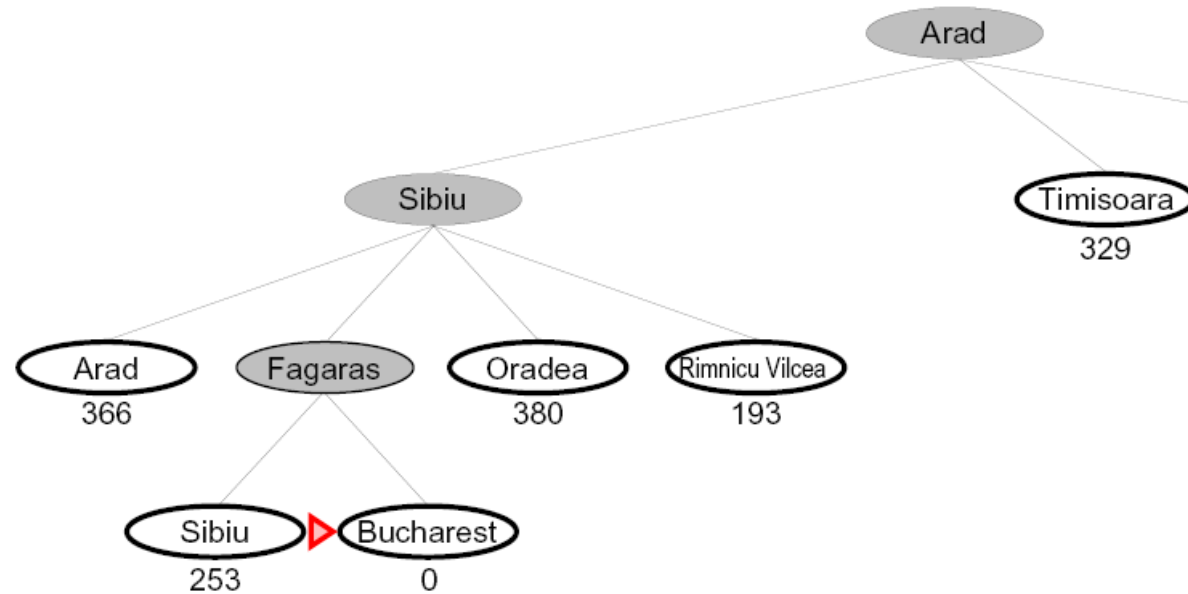 Arad
Sibiu
Timisoara
329
Arad
Fagaras
Oradea
Rimnicu Vilcea
366
380
193
Sibiu
Bucharest
253
0